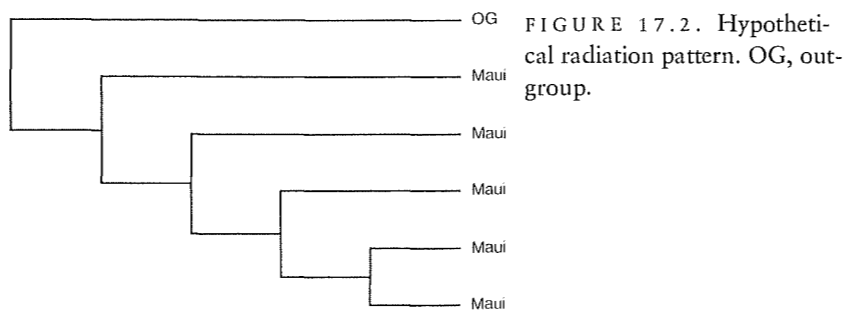 OG
Maui
Maui
Maui
Maui
Maui
FIGURE 17.2. Hypotheti-
cal radiation pattern. OG, out-
group.